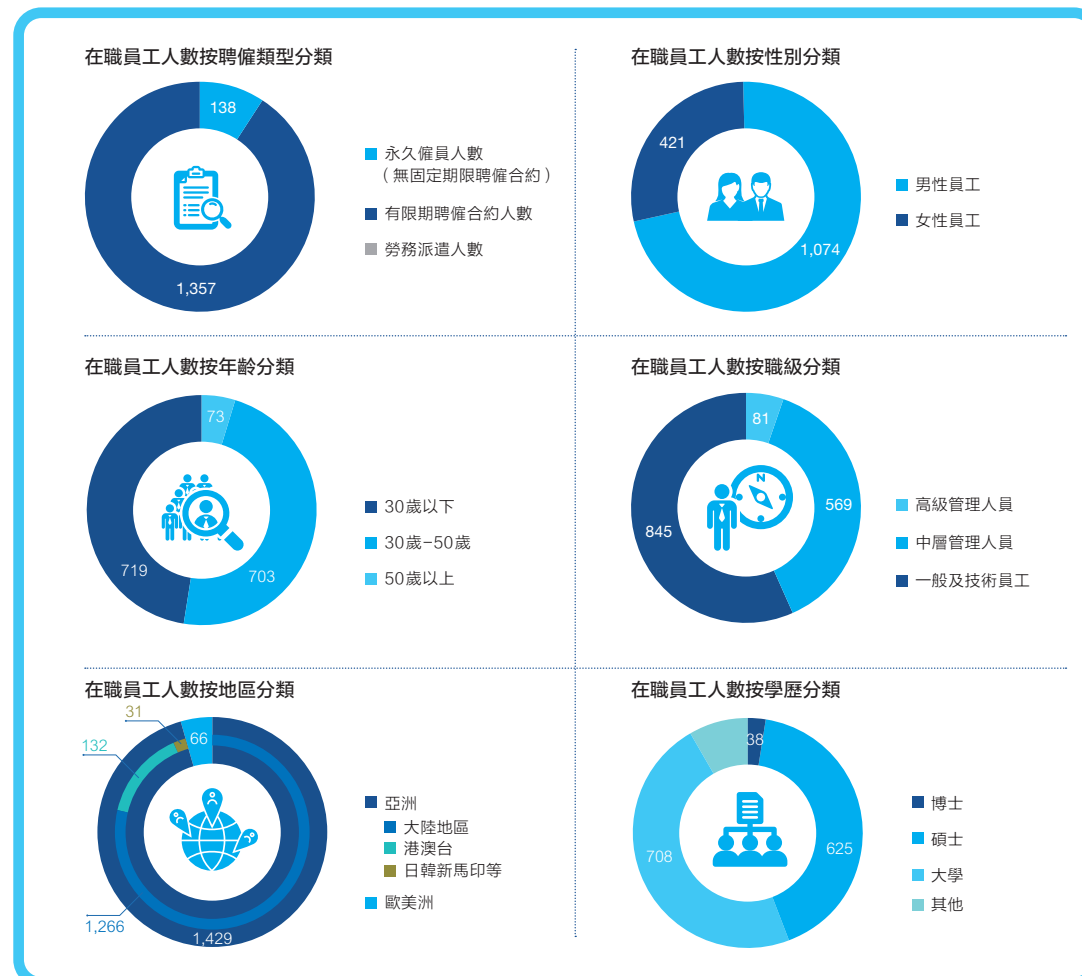 在職員工人數按聘僱類型分類
138
1,357
永久僱員人數
(無固定期限聘僱合約)
有限期聘僱合約人數
勞務派遣人數
在職員工人數按性別分類
421
1,074
男性員工
女性員工
在職員工人數按年齡分類
73
719
703
30歲以下
30歲-50歲
50歲以上
在職員工人數按職級分類
81
569
845
N
高級管理人員
中層管理人員
一般及技術員工
在職員工人數按地區分類
31
132
66
1,266
1,429
亞洲
大陸地區
港澳台
日韓新馬印等
歐美洲
在職員工人數按學歷分類
38
708
625
博士
碩士
大學
其他